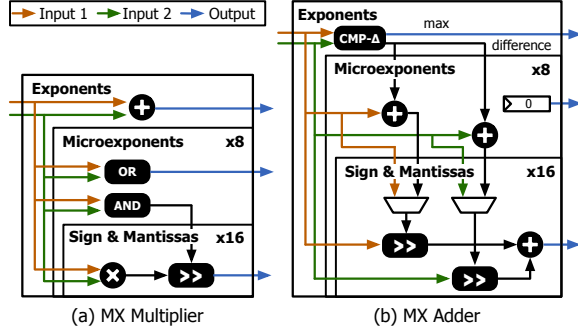 Input 1 Input 2 Output
Exponents
+
Microexponents x8
OR
AND
Sign & Mantissas x16
× >>
(a) MX Multiplier
Exponents
CMP-Δ max
difference
Microexponents x8
0
+
+
Sign & Mantissas x16
>> +
>>
(b) MX Adder